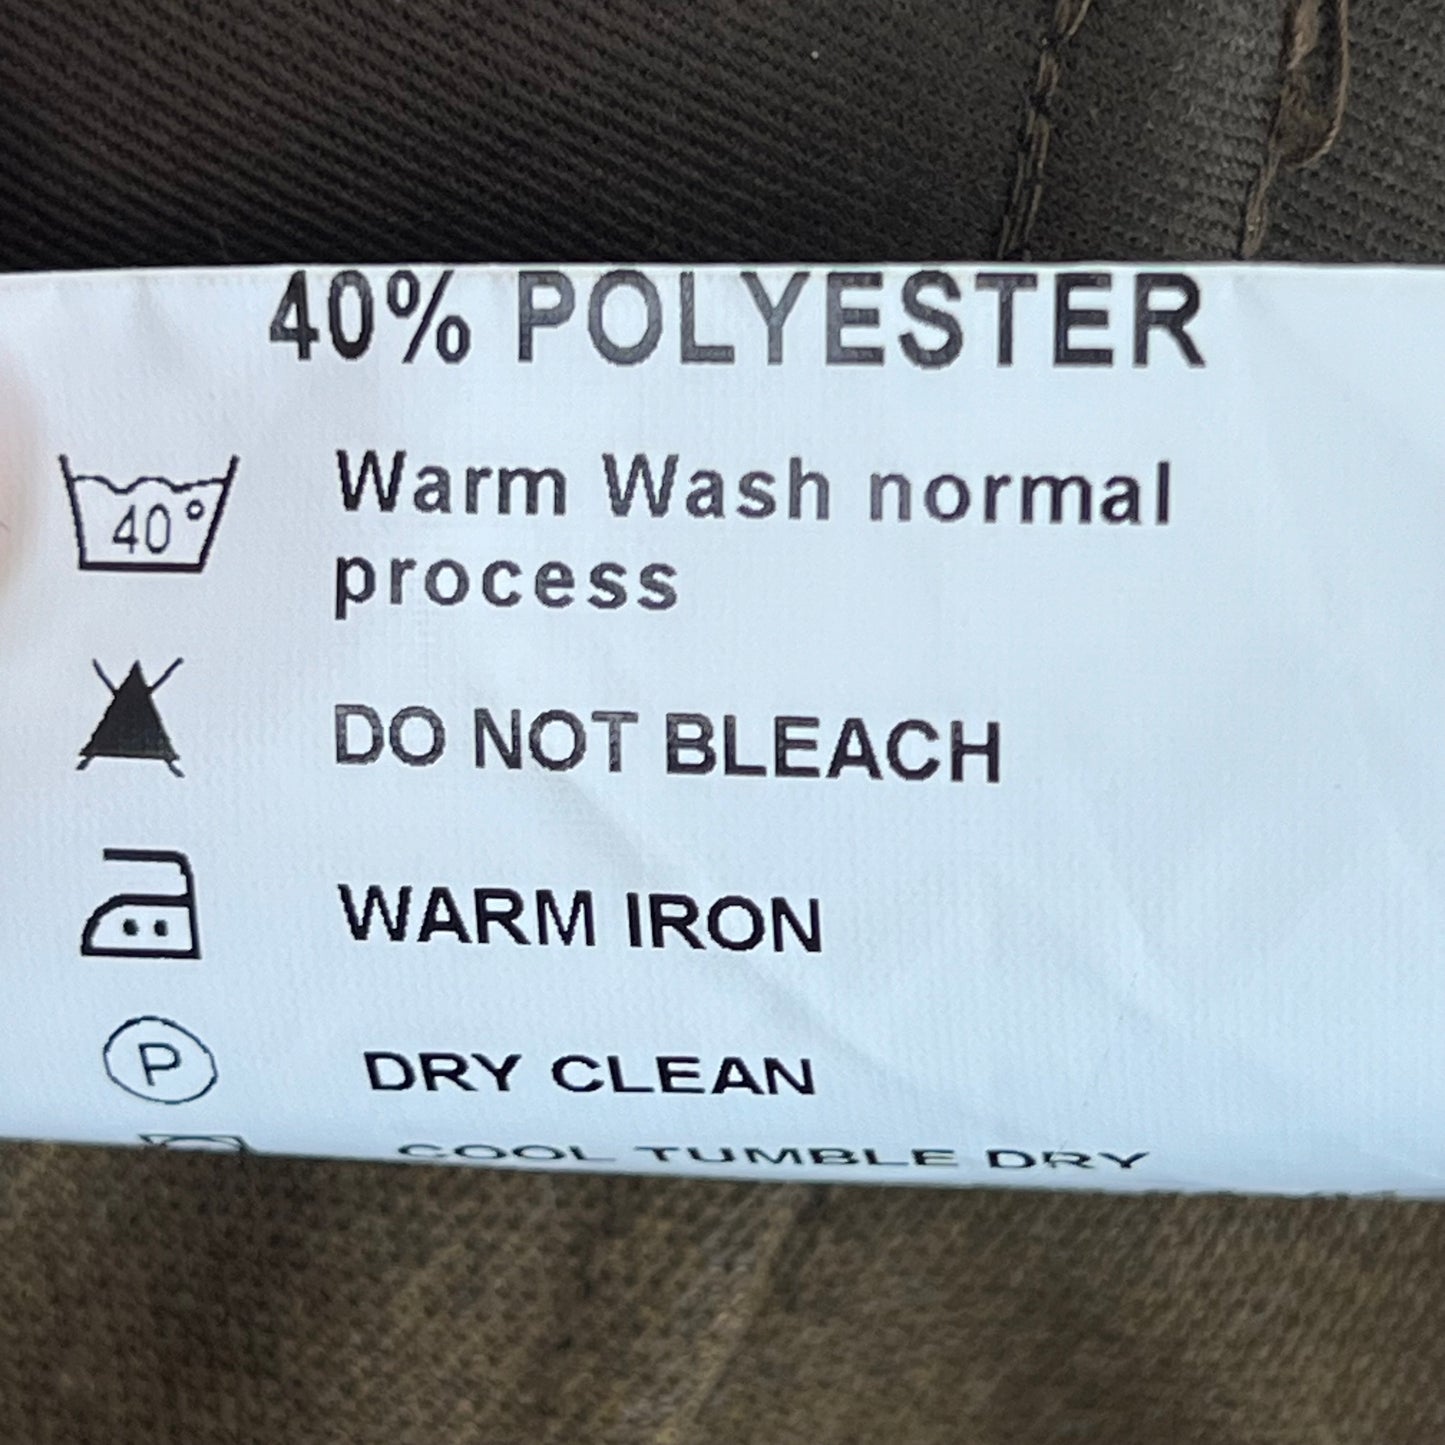 40% POLYESTER
40°
Warm Wash normal
process
DO NOT BLEACH
WARM IRON
P
DRY CLEAN
COOL TUMBLE DRY